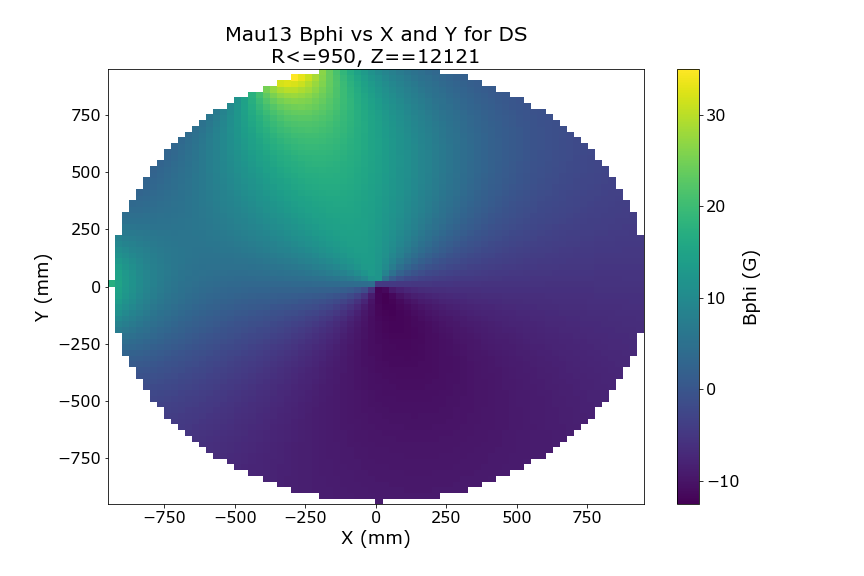 Mau13 Bphi vs X and Y for DS
R<=950, Z==12121
750
500
250
0
−250
−500
−750
Y (mm)
−750 −500 −250 0 250 500 750
X (mm)
30
20
10
0
−10
Bphi (G)